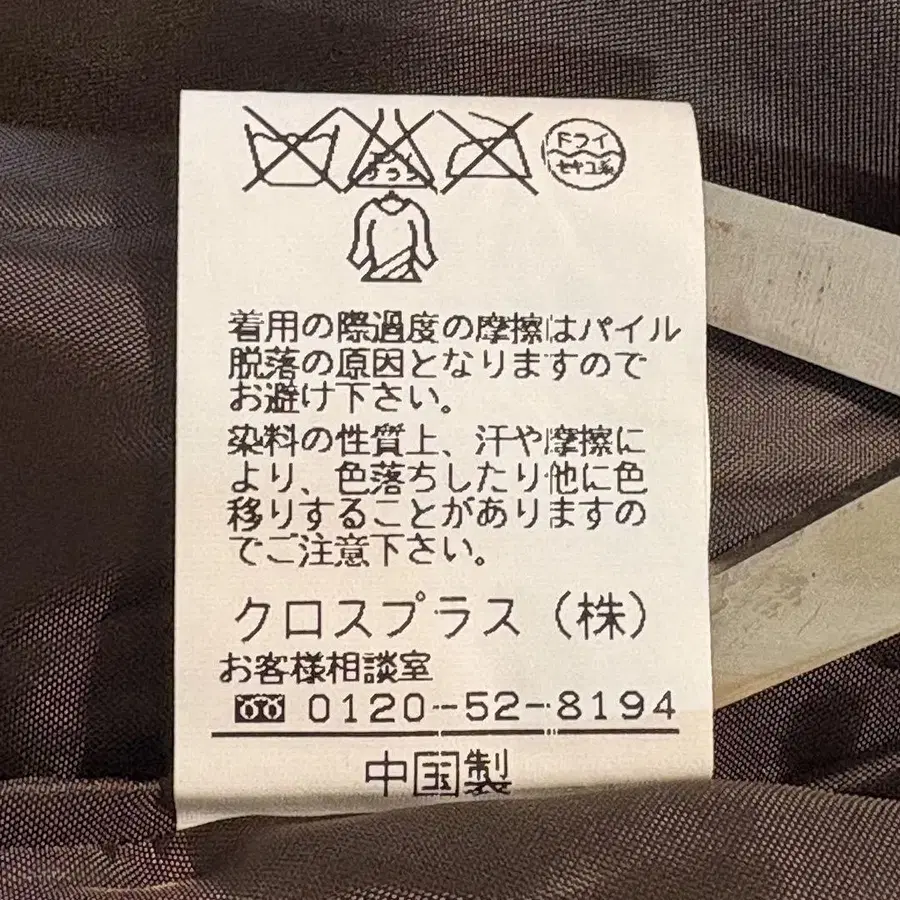 ドライ
セキユ系
着用の際過度の摩擦はパイル
脱落の原因となりますので
お避け下さい。
染料の性質上、汗や摩擦に
より、色落ちしたり他に色
移りすることがありますの
でご注意下さい。
クロスプラス（株）
お客様相談室
0120-52-8194
中国製